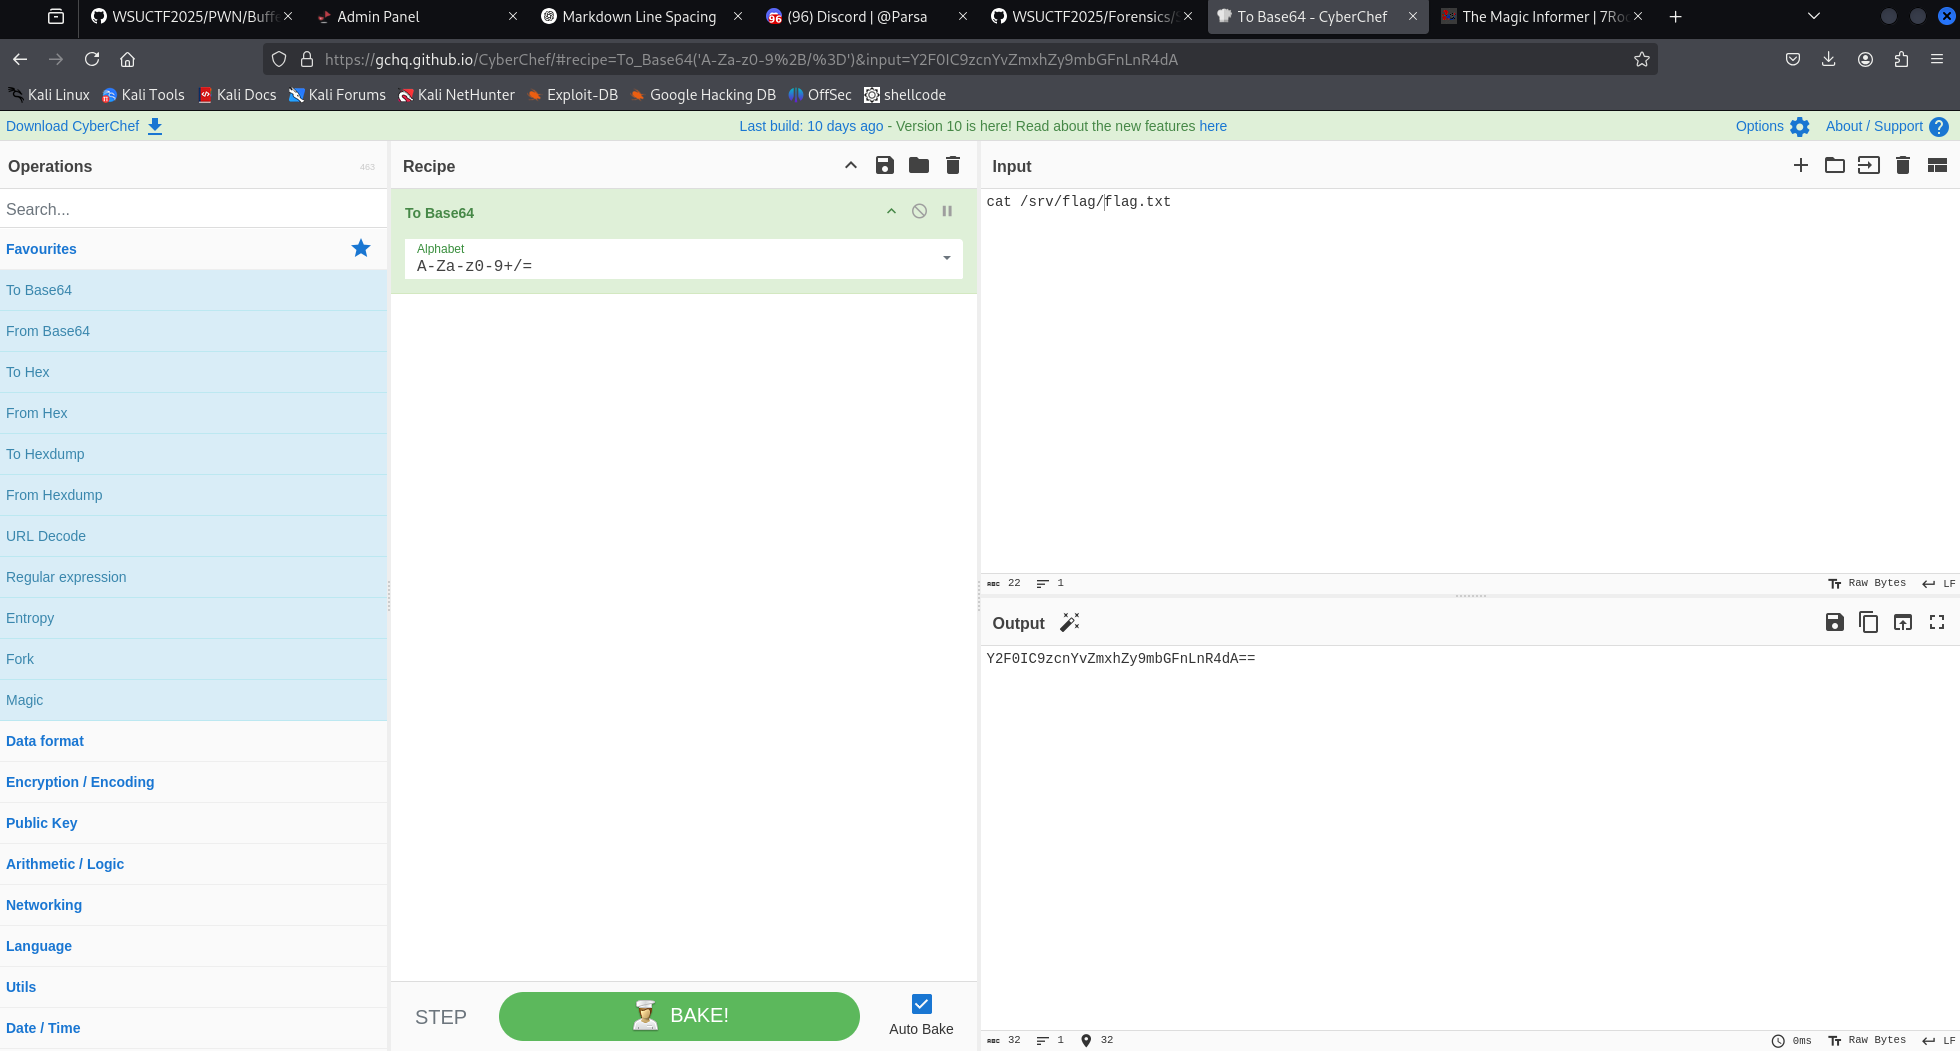 WSUCTF2025/PWN/Buffe
Admin Panel
Markdown Line Spacing
(96) Discord | @Parsa
WSUCTF2025/Forensics/S
To Base64 - CyberChef
The Magic Informer | 7Roc
https://gchq.github.io/CyberChef/#recipe=To_Base64('A-Za-z0-9%2B/%3D')&input=Y2F0IC9zcnYvZmxhZy9mbGFnLnR4dA
Kali Linux
Kali Tools
Kali Docs
Kali Forums
Kali NetHunter
Exploit-DB
Google Hacking DB
OffSec
shellcode
Download CyberChef
Last build: 10 days ago - Version 10 is here! Read about the new features here
Options
About / Support
Operations
463
Search...
Favourites
To Base64
From Base64
To Hex
From Hex
To Hexdump
From Hexdump
URL Decode
Regular expression
Entropy
Fork
Magic
Data format
Encryption / Encoding
Public Key
Arithmetic / Logic
Networking
Language
Utils
Date / Time
Recipe
To Base64
Alphabet
A-Za-z0-9+/=
STEP
BAKE!
Auto Bake
Input
cat /srv/flag/flag.txt
ABC 22
1
Raw Bytes
LF
Output
Y2F0IC9zcnYvZmxhZy9mbGFnLnR4dA==
ABC 32
1
32
0ms
Raw Bytes
LF